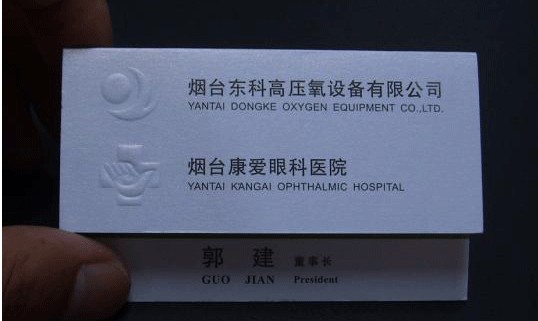 烟台东科高压氧设备有限公司
YANTAI DONGKE OXYGEN EQUIPMENT CO.,LTD.
烟台康爱眼科医院
YANTAI K'ANGAI OPHTHALMIC HOSPITAL
郭 建 董事长
GUO JIAN President